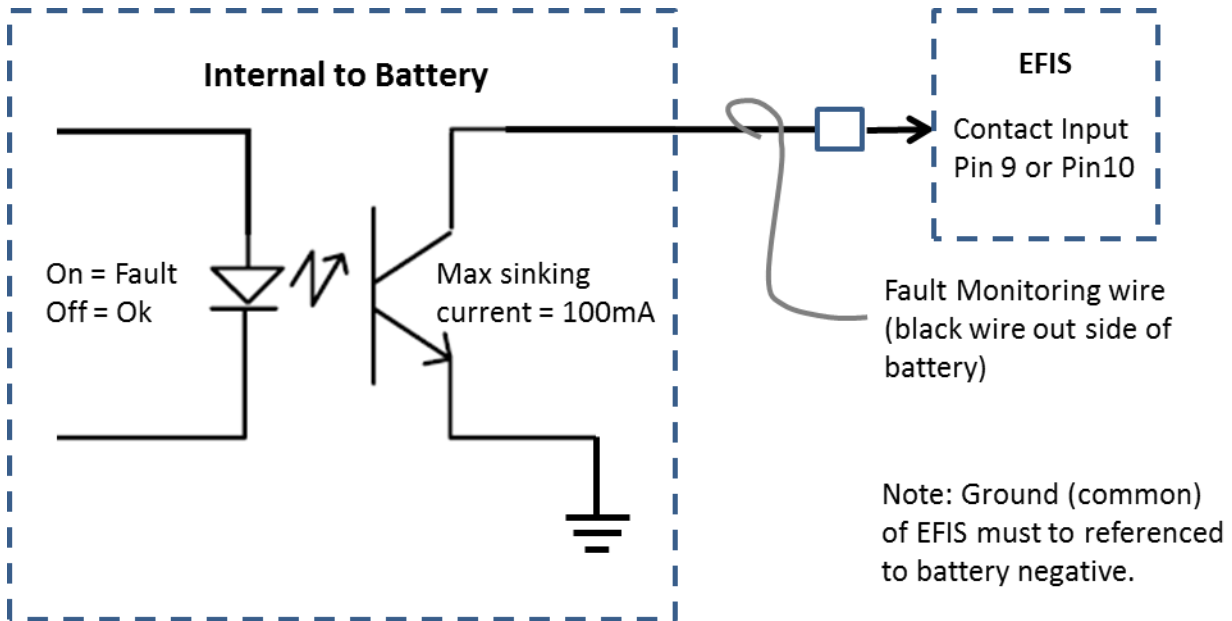 Internal to Battery
On = Fault
Off = Ok
Max sinking
current = 100mA
EFIS
Contact Input
Pin 9 or Pin10
Fault Monitoring wire
(black wire out side of
battery)
Note: Ground (common)
of EFIS must to referenced
to battery negative.